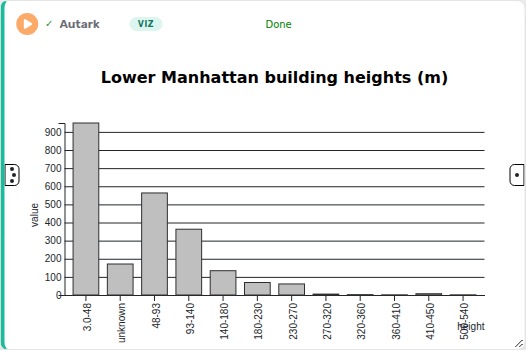 ✓ Autark VIZ Done
Lower Manhattan building heights (m)
900
800
700
600
500
400
300
200
100
0
value
3.0-48 unknown 48-93 93-140 140-180 180-230 230-270 270-320 320-360 360-410 410-450 500-540
height